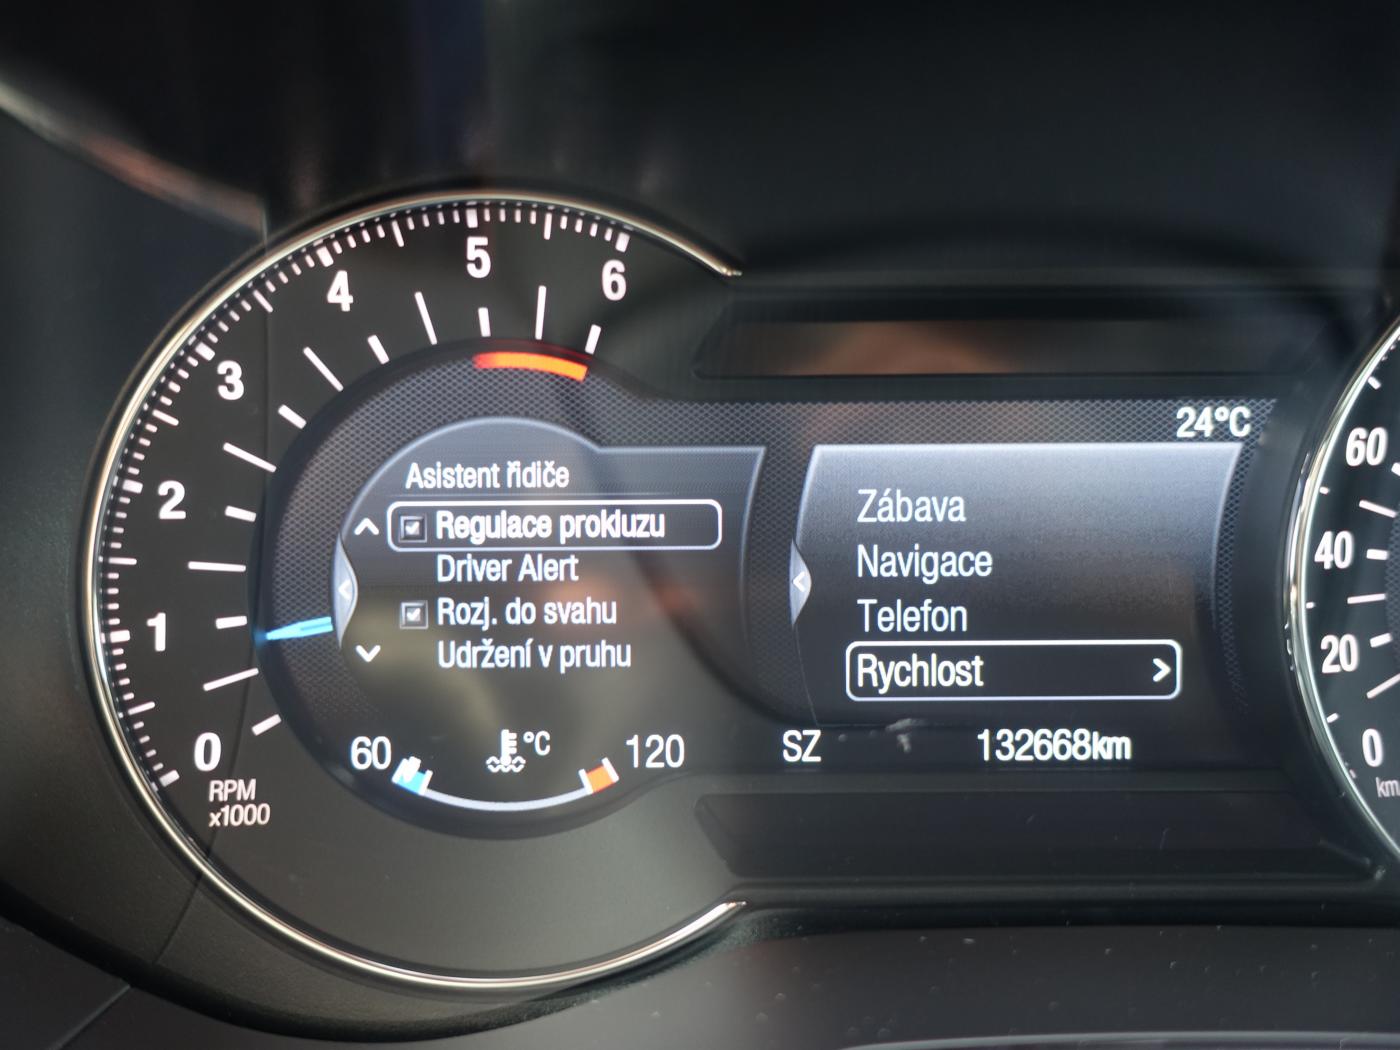 6
5
4
3
2
1
0
RPM
x1000
Asistent řidiče
Regulace prokluzu
Driver Alert
Rozj. do svahu
Udržení v pruhu
60
°C
120
24°C
Zábava
Navigace
Telefon
Rychlost
SZ
132668km
60
40
20
0